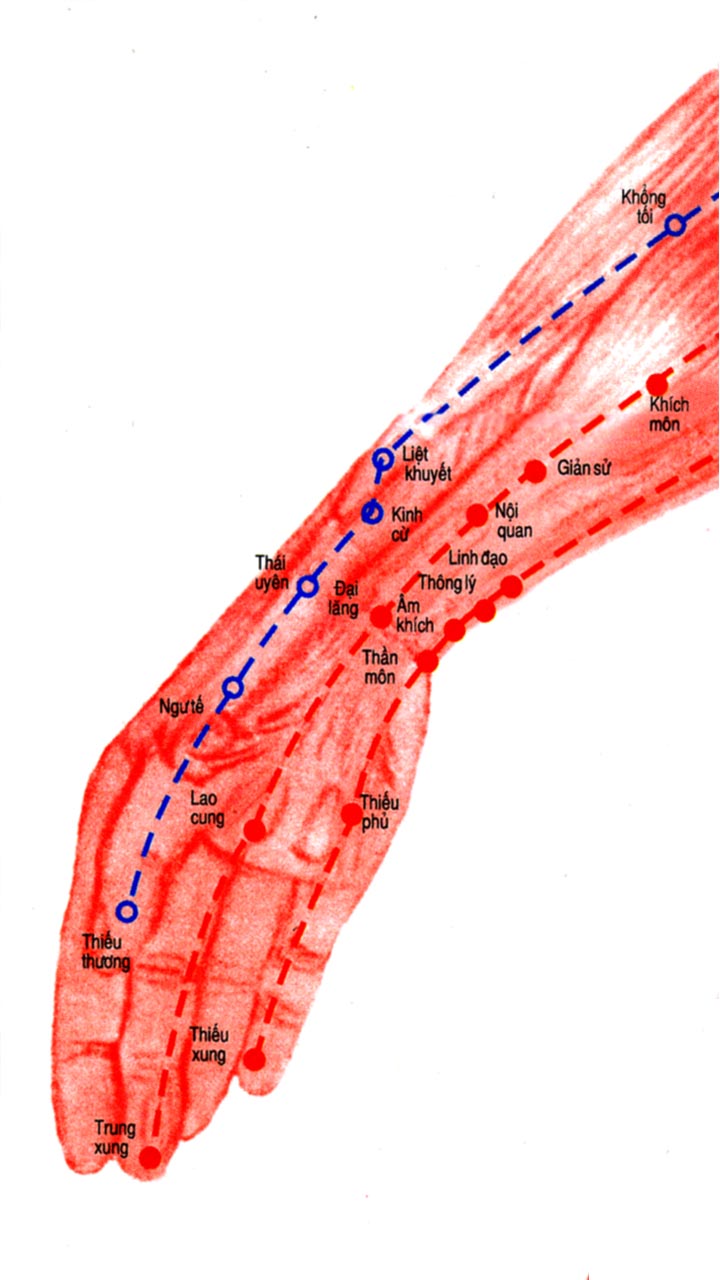 Khổng
tối
Khích
môn
Liệt
khuyết
Giản sử
Kinh
cừ
Nội
quan
Linh đạo
Thái
uyên
Thông lý
Đại
lăng
Âm
khích
Thần
môn
Ngư tế
Lao
cung
Thiếu
phủ
Thiếu
thương
Thiếu
xung
Trung
xung